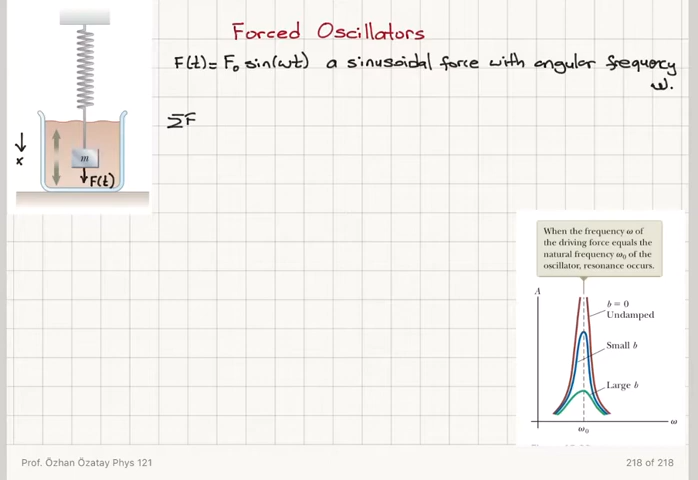 Forced Oscillators
F(t) = F₀ sin(ωt) a sinusoidal force with angular frequency
ω.
ΣF
x
m
F(t)
When the frequency ω of
the driving force equals the
natural frequency ω₀ of the
oscillator, resonance occurs.
A
b = 0
Undamped
Small b
Large b
ω
ω₀
Prof. Özhan Özatay Phys 121
218 of 218